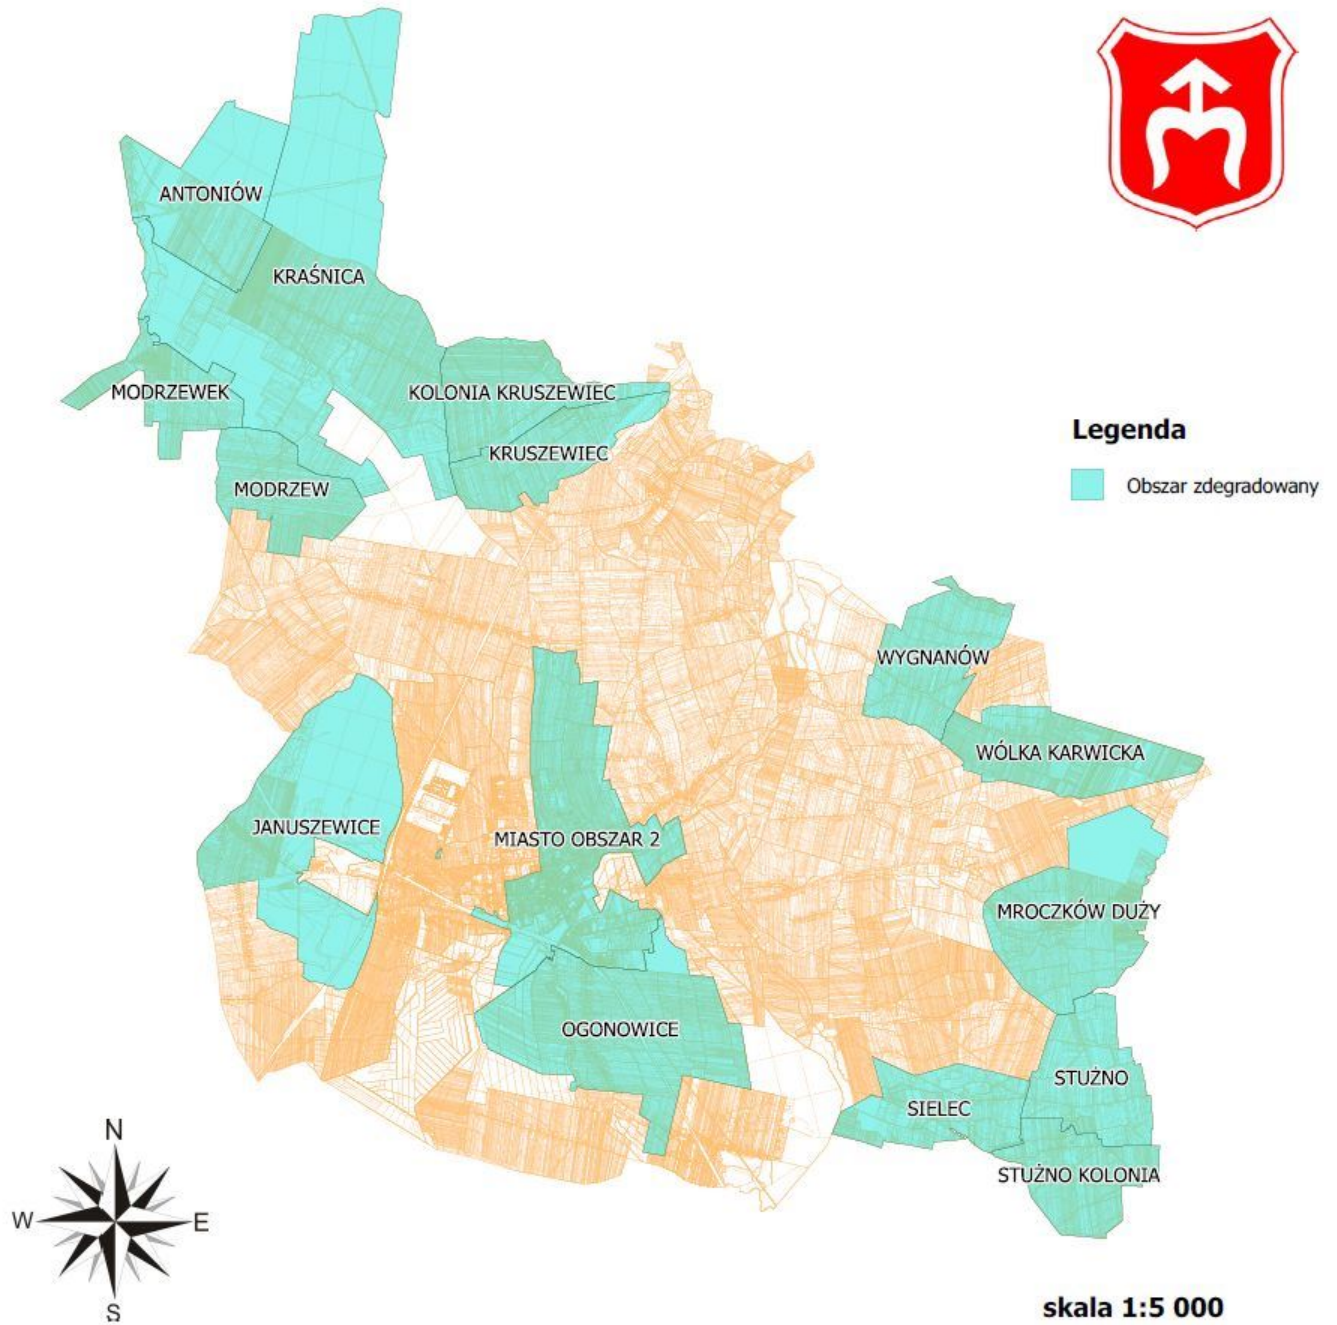 ANTONIÓW
KRAŚNICA
MODRZEWEK
KOLONIA KRUSZEWIEC
KRUSZEWIEC
MODRZEW
Legenda
Obszar zdegradowany
WYGNANÓW
WÓLKA KARWICKA
JANUSZEWICE
MIASTO OBSZAR 2
MROCZKÓW DUŻY
OGONOWICE
STUŻNO
SIELEC
STUŻNO KOLONIA
N
W
E
S
skala 1:5 000